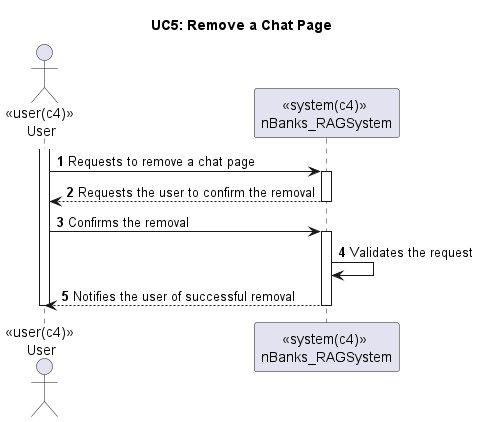 UC5: Remove a Chat Page
«user(c4)»
User
«system(c4)»
nBanks_RAGSystem
1 Requests to remove a chat page
2 Requests the user to confirm the removal
3 Confirms the removal
4 Validates the request
5 Notifies the user of successful removal
«user(c4)»
User
«system(c4)»
nBanks_RAGSystem